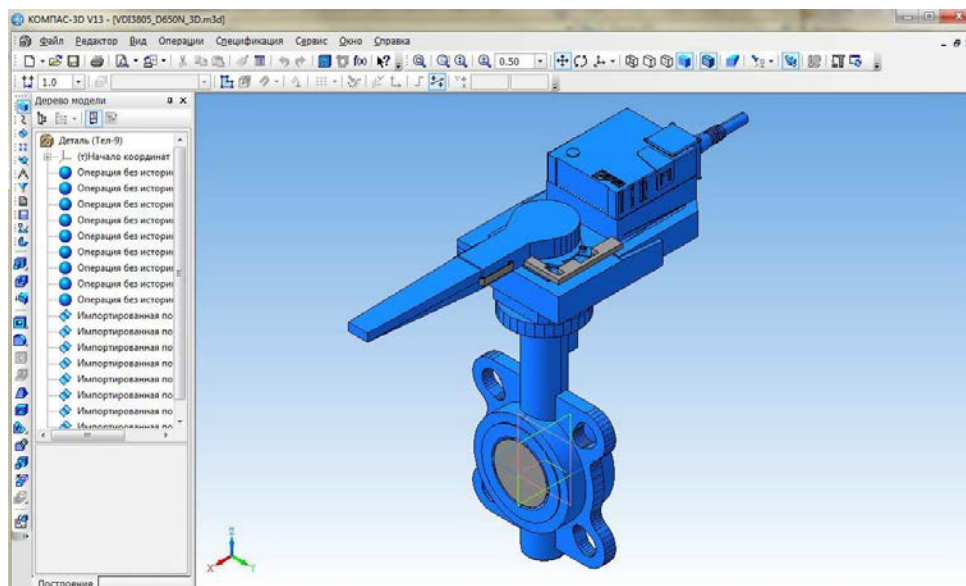 КОМПАС-3D V13 - [VDI3805_D650N_3D.m3d]
Файл Редактор Вид Операции Спецификация Сервис Окно Справка
0.50
1.0
Дерево модели
Деталь (Тел-9)
(т)Начало координат
Операция без истори
Операция без истори
Операция без истори
Операция без истори
Операция без истори
Операция без истори
Операция без истори
Операция без истори
Операция без истори
Импортированная по
Импортированная по
Импортированная по
Импортированная по
Импортированная по
Импортированная по
Импортированная по
Импортированная по
Построение
Z
X
Y